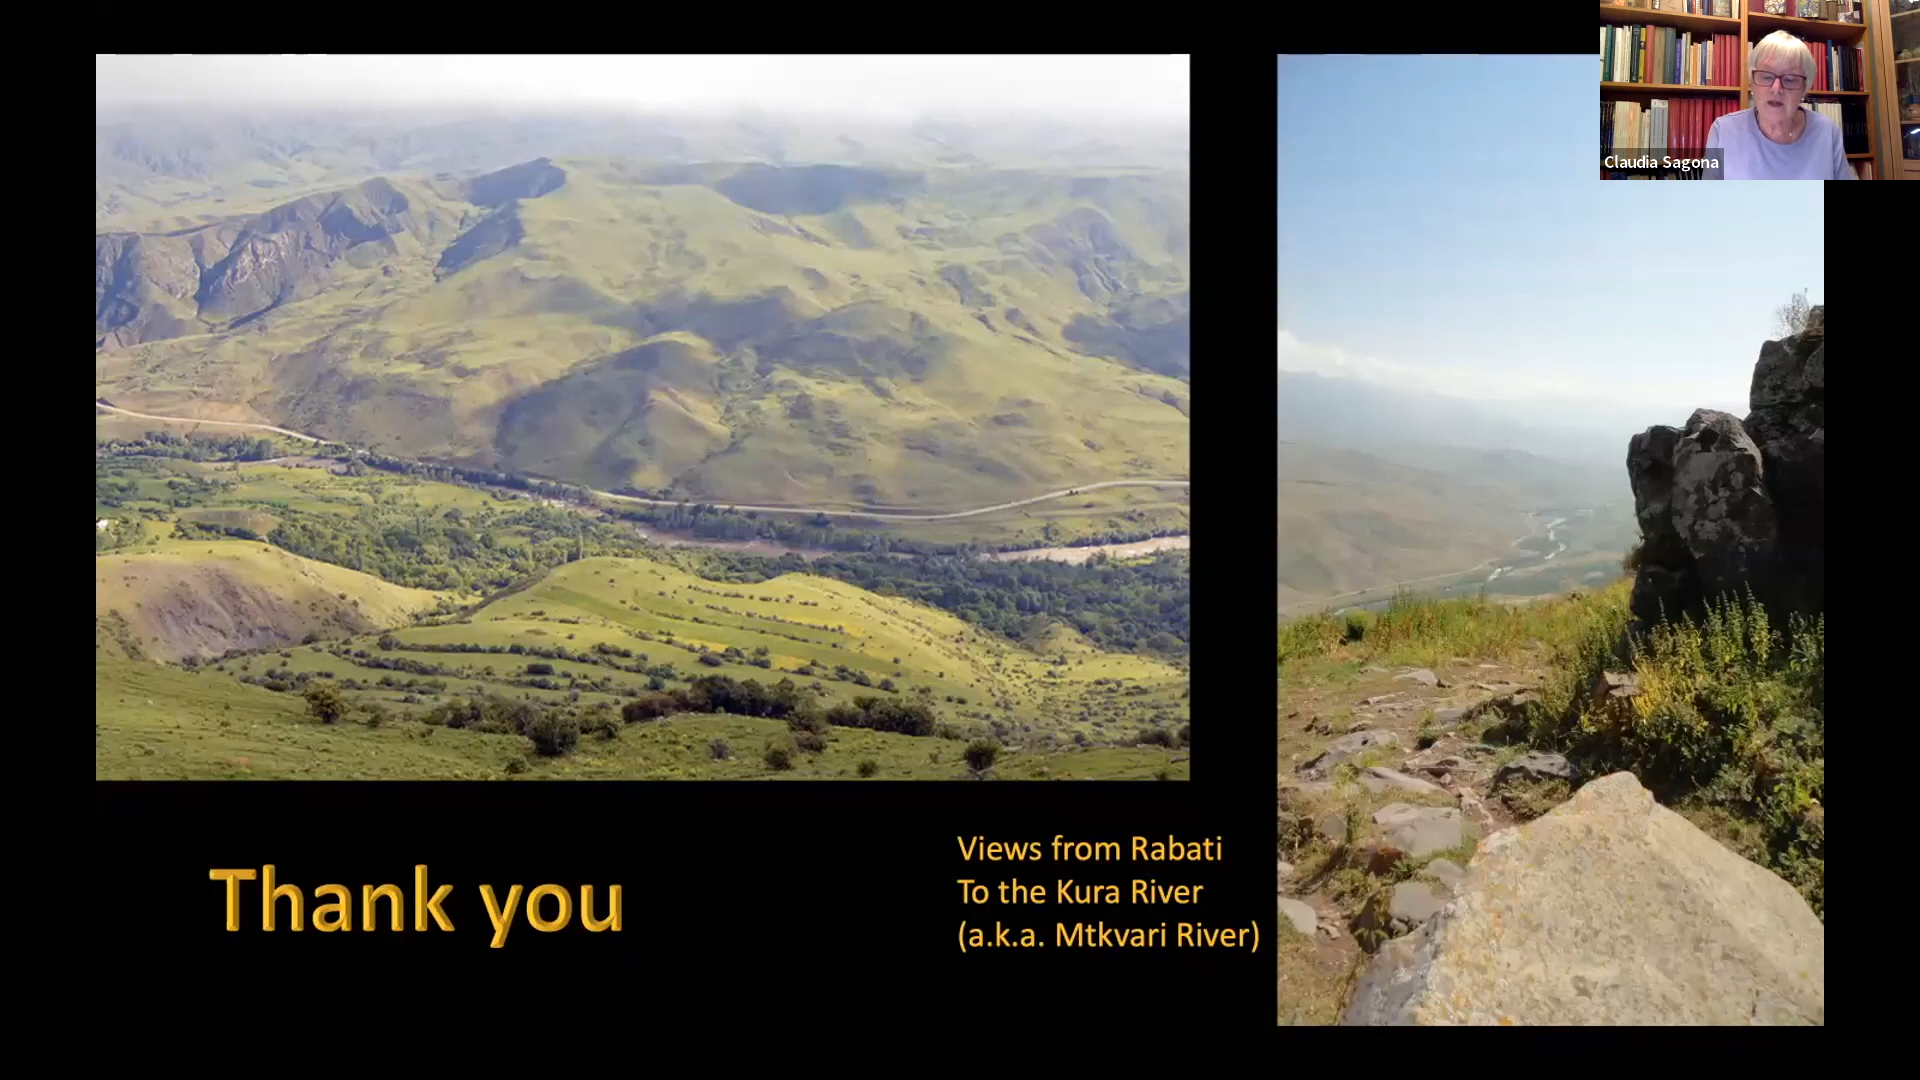 Claudia Sagona
Thank you
Views from Rabati
To the Kura River
(a.k.a. Mtkvari River)